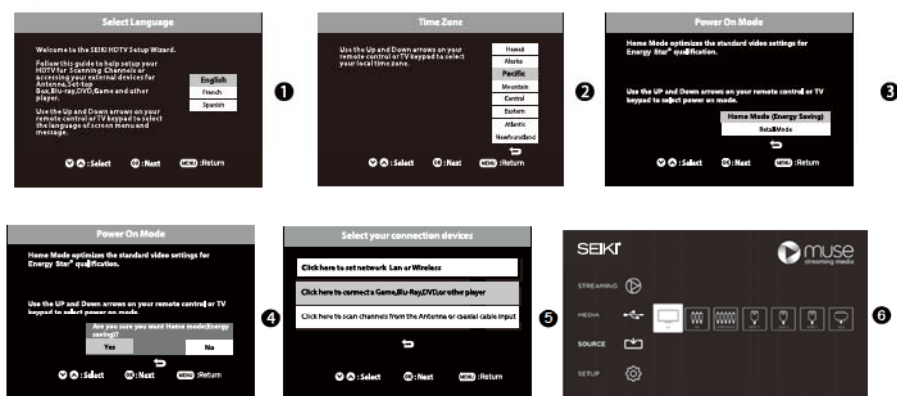 Select Language
Welcome to the SEIKI HDTV Setup Wizard.
Follow this guide to help setup your
HDTV for Scanning Channels or
accessing your external devices for
Antenna,Set-top
Box,Blu-ray,DVD,Game and other
player.
Use the Up and Down arrows on your
remote control or TV keypad to select
the language of screen menu and
message.
English
French
Spanish
:Select OK :Next MENU :Return
1
Time Zone
Use the Up and Down arrows on your
remote control or TV keypad to select
your local time zone.
Hawaii
Alaska
Pacific
Mountain
Central
Eastern
Atlantic
Newfoundland
:Select OK :Next MENU :Return
2
Power On Mode
Home Mode optimizes the standard video settings for
Energy Star® qualification.
Use the UP and Down arrows on your remote control or TV
keypad to select power on mode.
Home Mode (Energy Saving)
Retail Mode
:Select OK :Next MENU :Return
3
Power On Mode
Home Mode optimizes the standard video settings for
Energy Star® qualification.
Use the UP and Down arrows on your remote control or TV
keypad to select power on mode.
Are you sure you want Home mode(Energy
saving)?
Yes No
:Select OK :Next MENU :Return
4
Select your connection devices
Click here to set network Lan or Wireless
Click here to connect a Game,Blu-Ray,DVD,or other player
Click here to scan channels from the Antenna or coaxial cable input
:Select OK :Next MENU :Return
5
SEIKI
muse
streaming media
STREAMING
MEDIA
SOURCE
SETUP
6